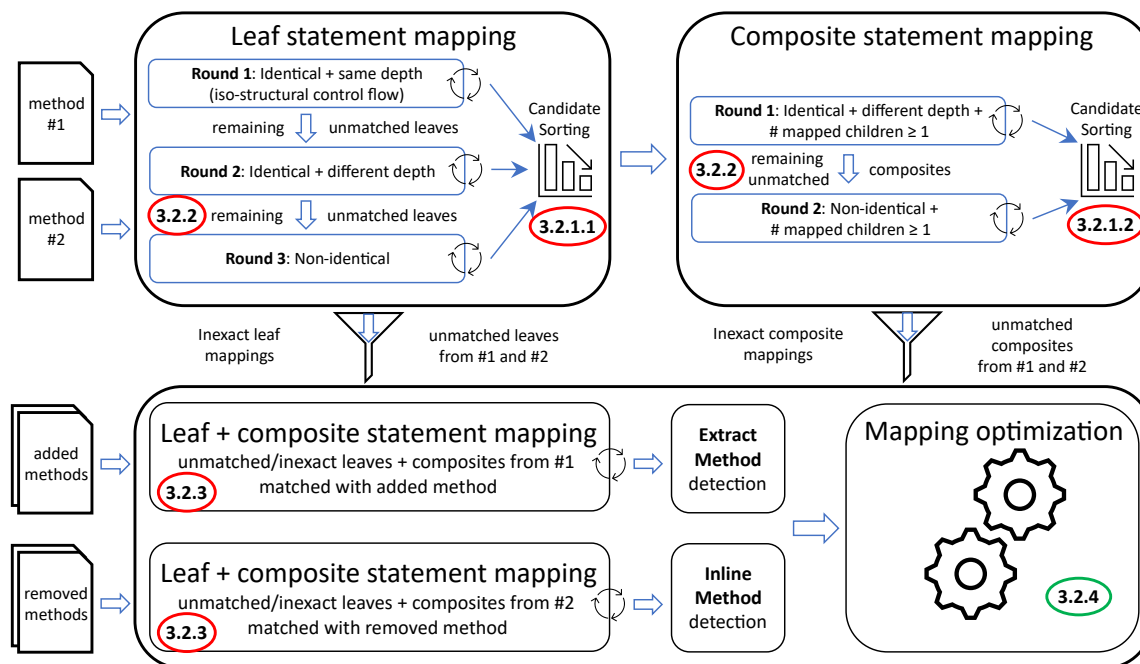 Leaf statement mapping
method
#1
Round 1: Identical + same depth
(iso-structural control flow)
remaining unmatched leaves
Round 2: Identical + different depth
method
#2
3.2.2 remaining unmatched leaves
Round 3: Non-identical
Candidate
Sorting
3.2.1.1
Composite statement mapping
Round 1: Identical + different depth +
# mapped children ≥ 1
3.2.2
remaining
unmatched
composites
Round 2: Non-identical +
# mapped children ≥ 1
Candidate
Sorting
3.2.1.2
Inexact leaf
mappings
unmatched leaves
from #1 and #2
Inexact composite
mappings
unmatched
composites
from #1 and #2
added
methods
Leaf + composite statement mapping
unmatched/inexact leaves + composites from #1
matched with added method
3.2.3
Extract
Method
detection
removed
methods
Leaf + composite statement mapping
unmatched/inexact leaves + composites from #2
matched with removed method
3.2.3
Inline
Method
detection
Mapping optimization
3.2.4